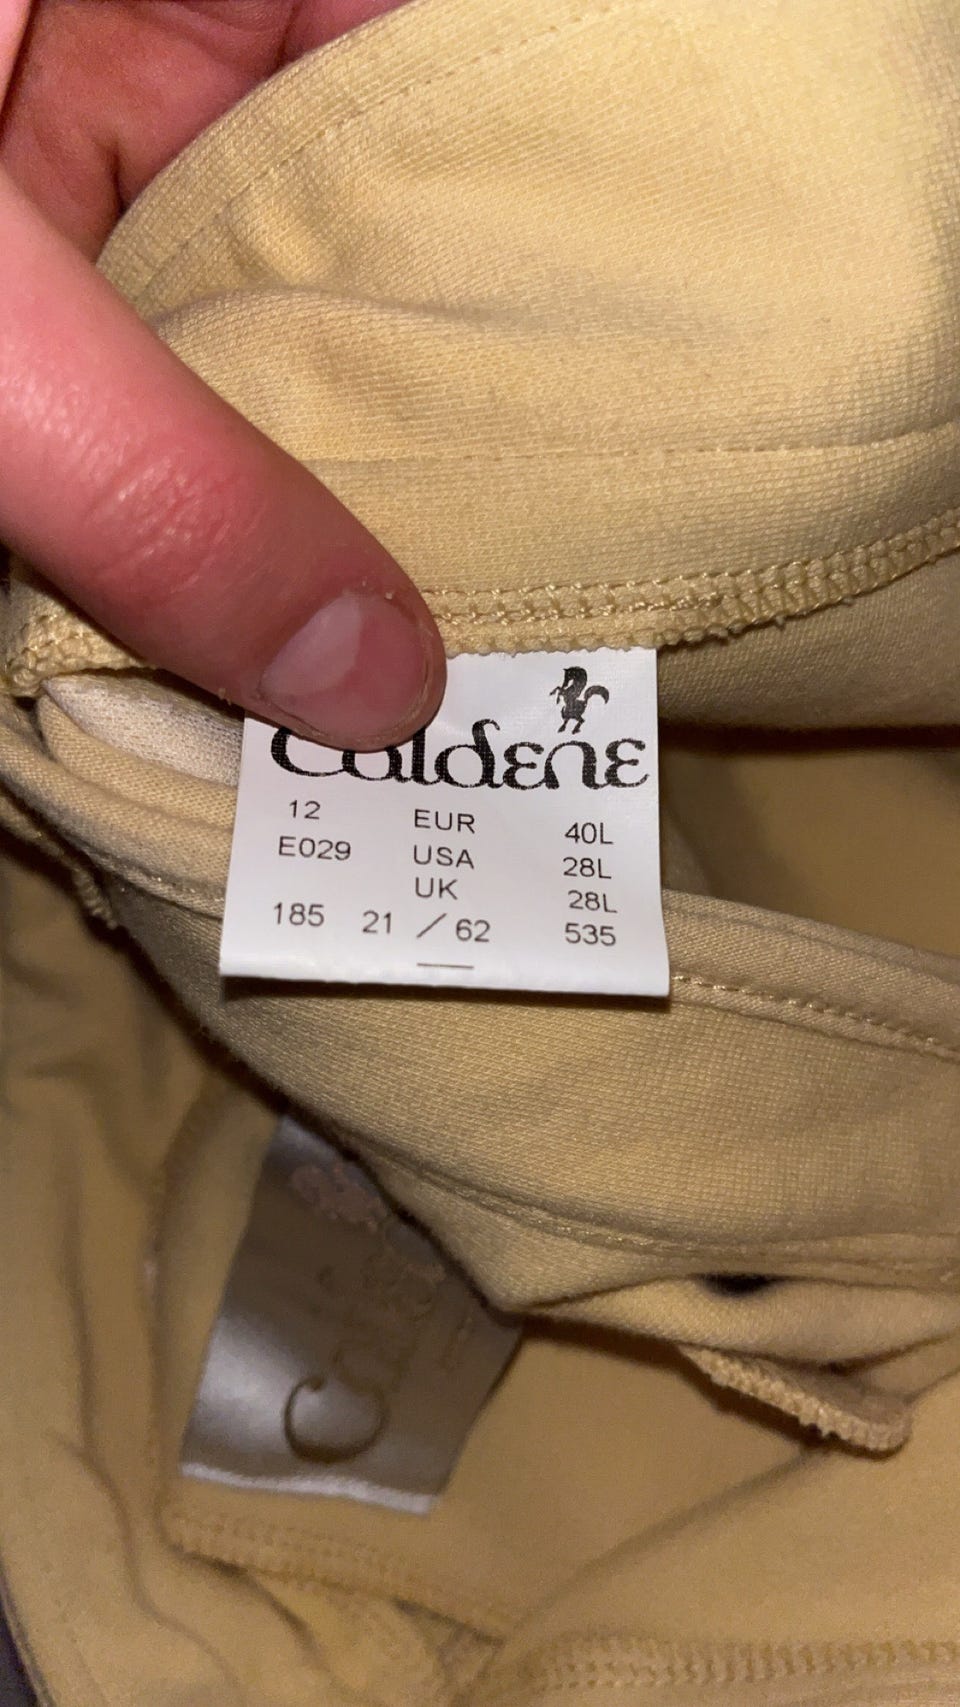 Caldene
12 EUR 40L
E029 USA 28L
UK 28L
185 21 / 62 535